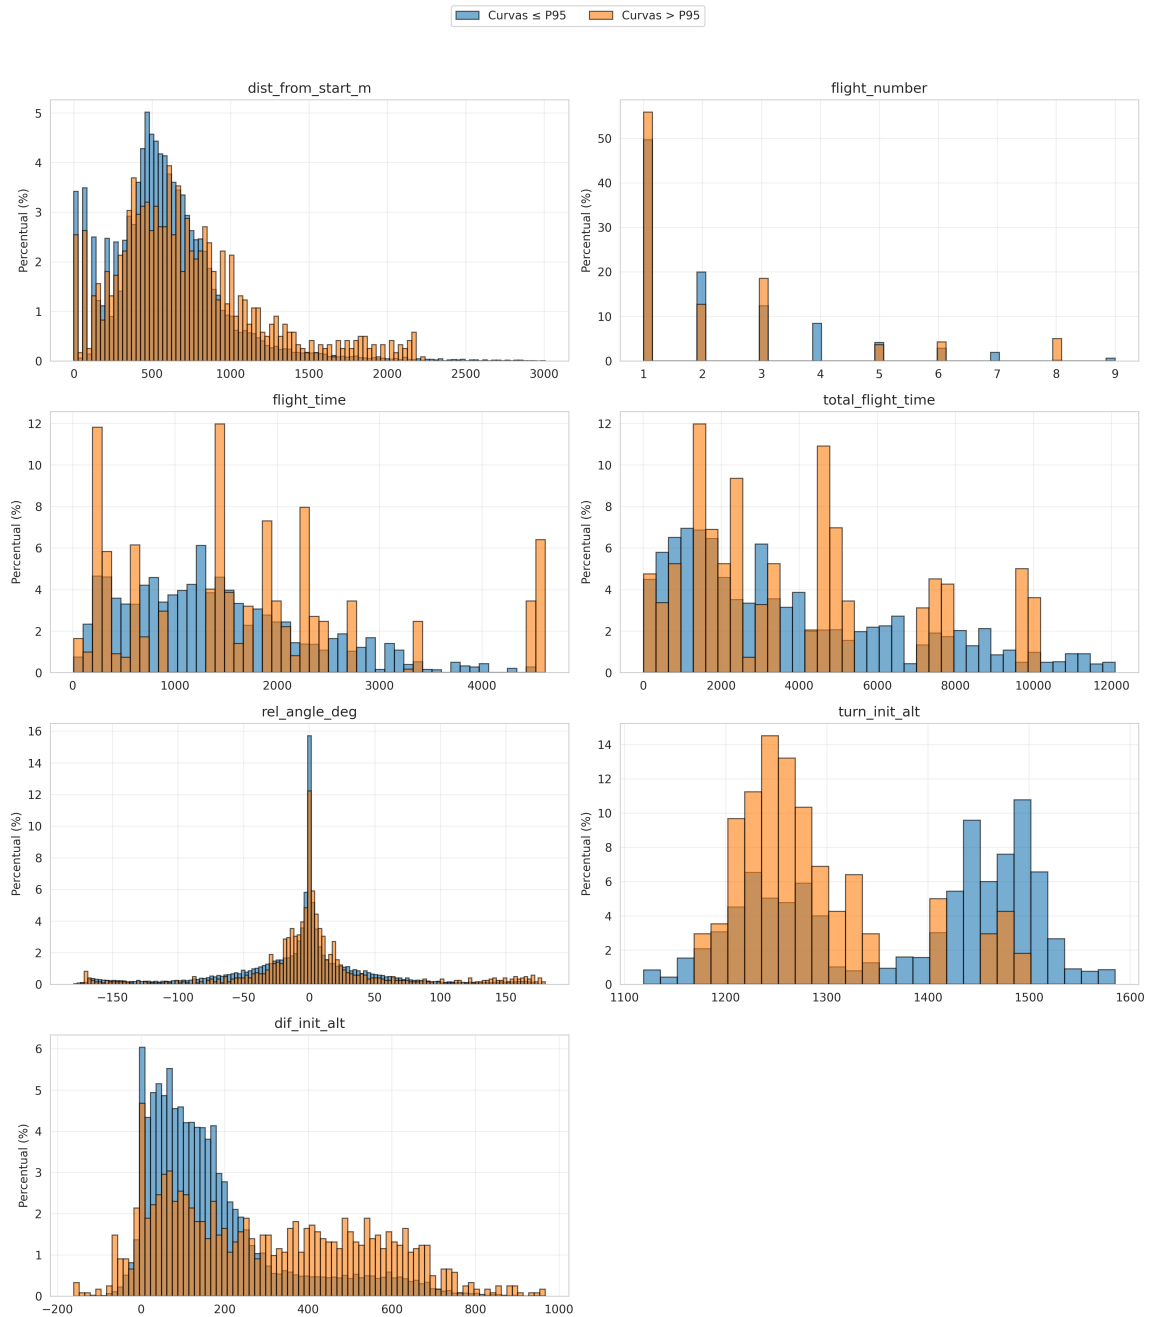 Curvas ≤ P95 Curvas > P95
dist_from_start_m
Percentual (%)
5
4
3
2
1
0
0 500 1000 1500 2000 2500 3000
flight_number
Percentual (%)
50
40
30
20
10
0
1 2 3 4 5 6 7 8 9
flight_time
Percentual (%)
12
10
8
6
4
2
0
0 1000 2000 3000 4000
total_flight_time
Percentual (%)
12
10
8
6
4
2
0
0 2000 4000 6000 8000 10000 12000
rel_angle_deg
Percentual (%)
16
14
12
10
8
6
4
2
0
−150 −100 −50 0 50 100 150
turn_init_alt
Percentual (%)
14
12
10
8
6
4
2
0
1100 1200 1300 1400 1500 1600
dif_init_alt
Percentual (%)
6
5
4
3
2
1
0
−200 0 200 400 600 800 1000